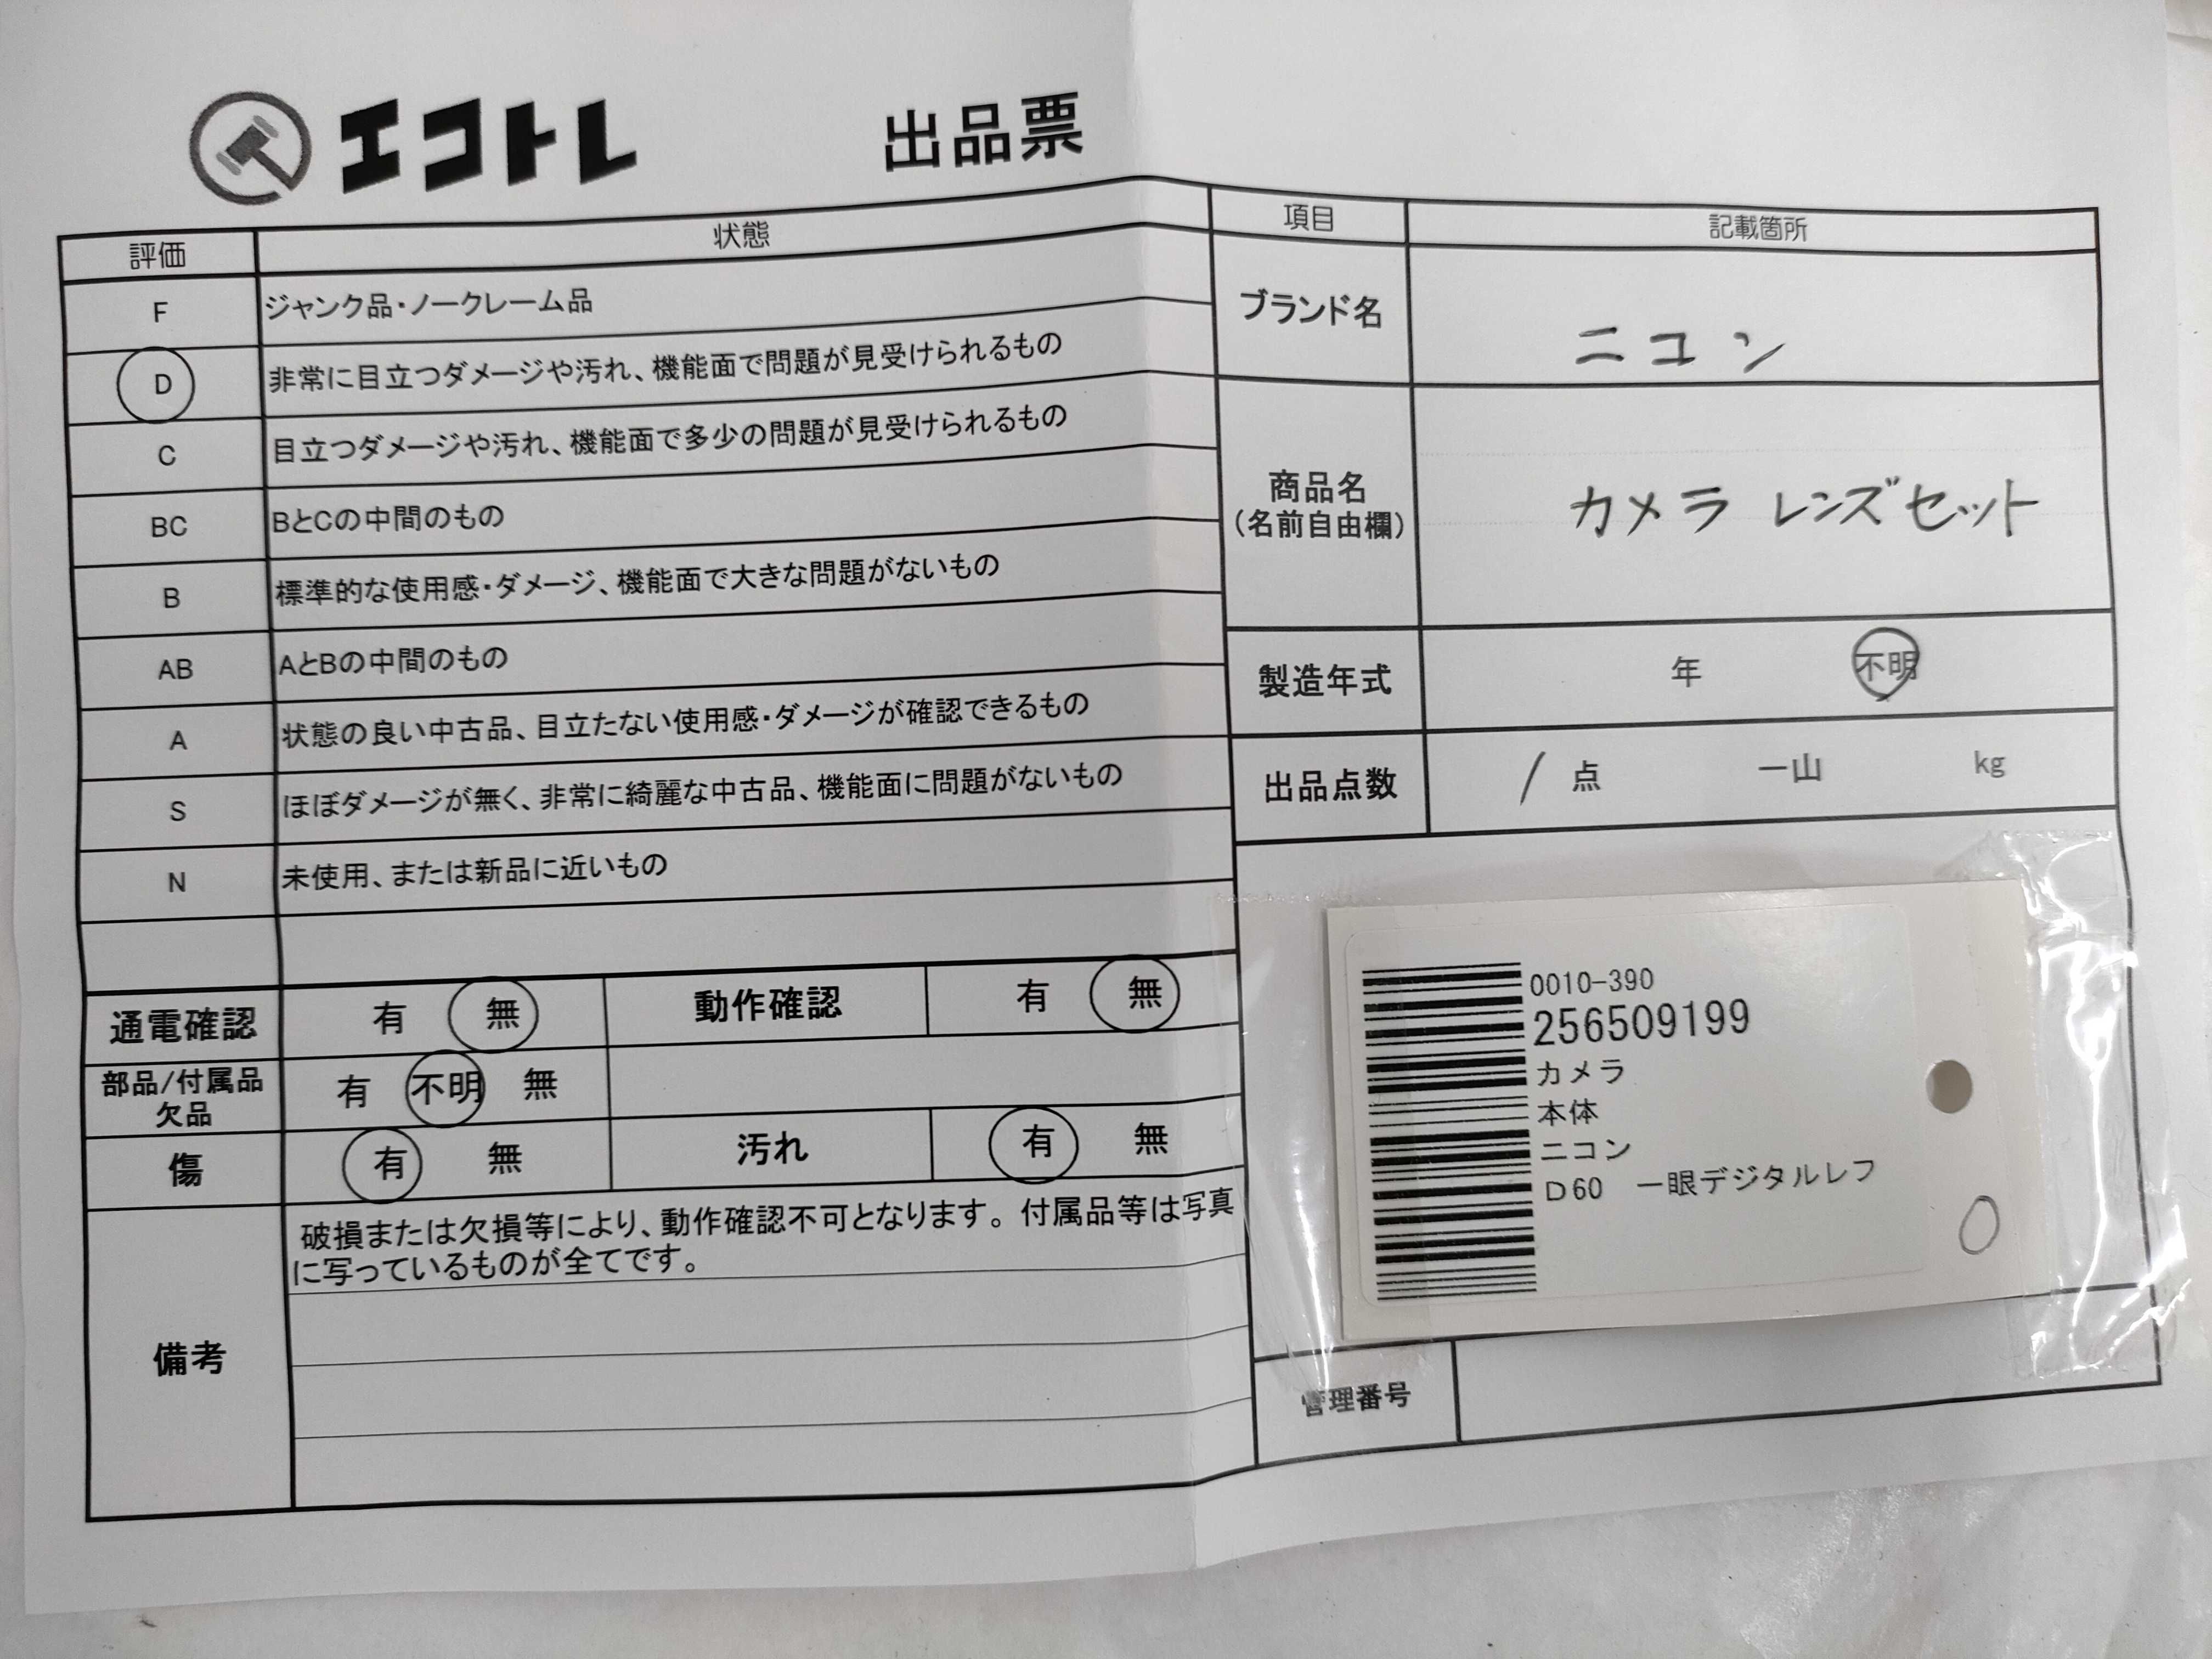 エコトレ 出品票
評価 状態
F ジャンク品・ノークレーム品
D 非常に目立つダメージや汚れ、機能面で問題が見受けられるもの
C 目立つダメージや汚れ、機能面で多少の問題が見受けられるもの
BC BとCの中間のもの
B 標準的な使用感・ダメージ、機能面で大きな問題がないもの
AB AとBの中間のもの
A 状態の良い中古品、目立たない使用感・ダメージが確認できるもの
S ほぼダメージが無く、非常に綺麗な中古品、機能面に問題がないもの
N 未使用、または新品に近いもの
通電確認 有 無 動作確認 有 無
部品/付属品
欠品 有 不明 無
傷 有 無 汚れ 有 無
備考
破損または欠損等により、動作確認不可となります。付属品等は写真
に写っているものが全てです。
項目 記載箇所
ブランド名 ニコン
商品名
(名前自由欄)
カメラ レンズセット
製造年式 年 不明
出品点数 / 点 一山 kg
0010-390
256509199
カメラ
本体
ニコン
D60 一眼デジタルレフ
0
管理番号